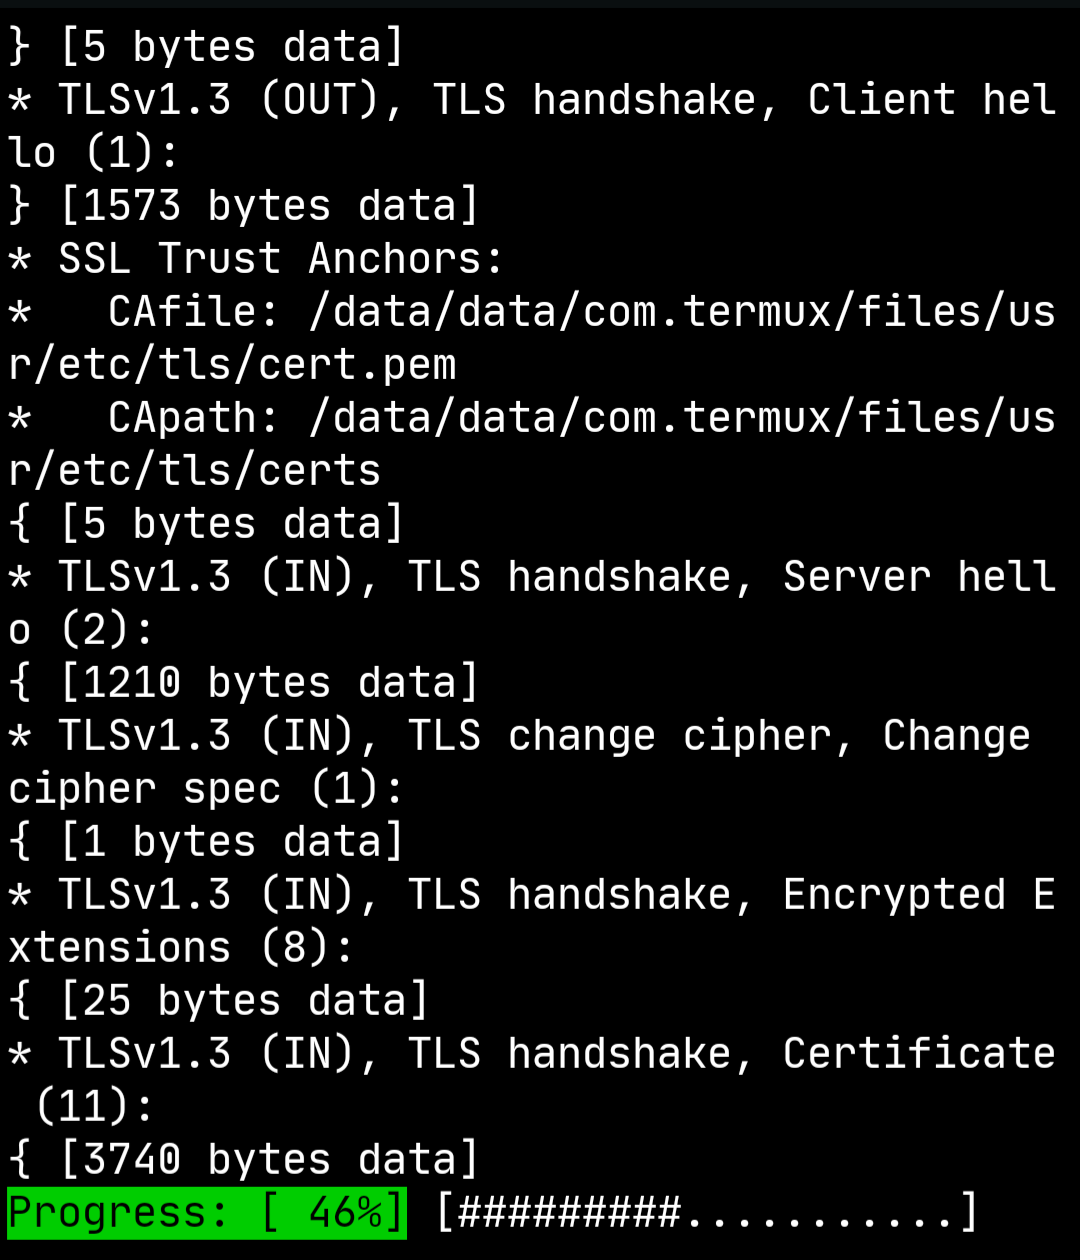 } [5 bytes data]
* TLSv1.3 (OUT), TLS handshake, Client hel
lo (1):
} [1573 bytes data]
* SSL Trust Anchors:
*   CAfile: /data/data/com.termux/files/us
r/etc/tls/cert.pem
*   CApath: /data/data/com.termux/files/us
r/etc/tls/certs
{ [5 bytes data]
* TLSv1.3 (IN), TLS handshake, Server hell
o (2):
{ [1210 bytes data]
* TLSv1.3 (IN), TLS change cipher, Change
cipher spec (1):
{ [1 bytes data]
* TLSv1.3 (IN), TLS handshake, Encrypted E
xtensions (8):
{ [25 bytes data]
* TLSv1.3 (IN), TLS handshake, Certificate
 (11):
{ [3740 bytes data]
Progress: [ 46%] [#########...........]